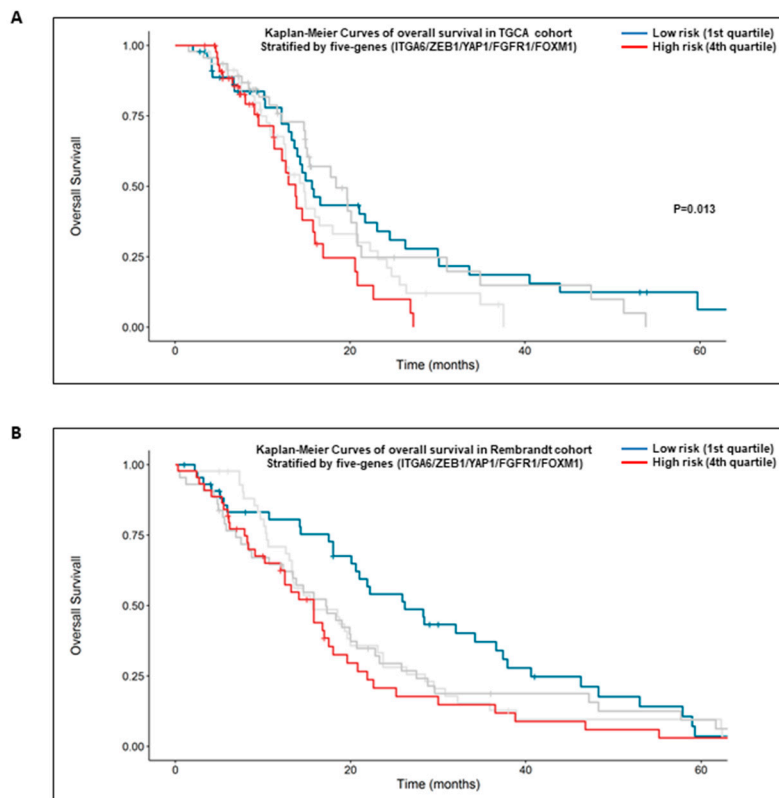 A
Kaplan-Meier Curves of overall survival in TGCA cohort
Stratified by five-genes (ITGA6/ZEB1/YAP1/FGFR1/FOXM1)
Low risk (1st quartile)
High risk (4th quartile)
1.00
0.75
0.50
0.25
0.00
Oversall Survivall
P=0.013
0 20 40 60
Time (months)
B
Kaplan-Meier Curves of overall survival in Rembrandt cohort
Stratified by five-genes (ITGA6/ZEB1/YAP1/FGFR1/FOXM1)
Low risk (1st quartile)
High risk (4th quartile)
1.00
0.75
0.50
0.25
0.00
Oversall Survivall
0 20 40 60
Time (months)